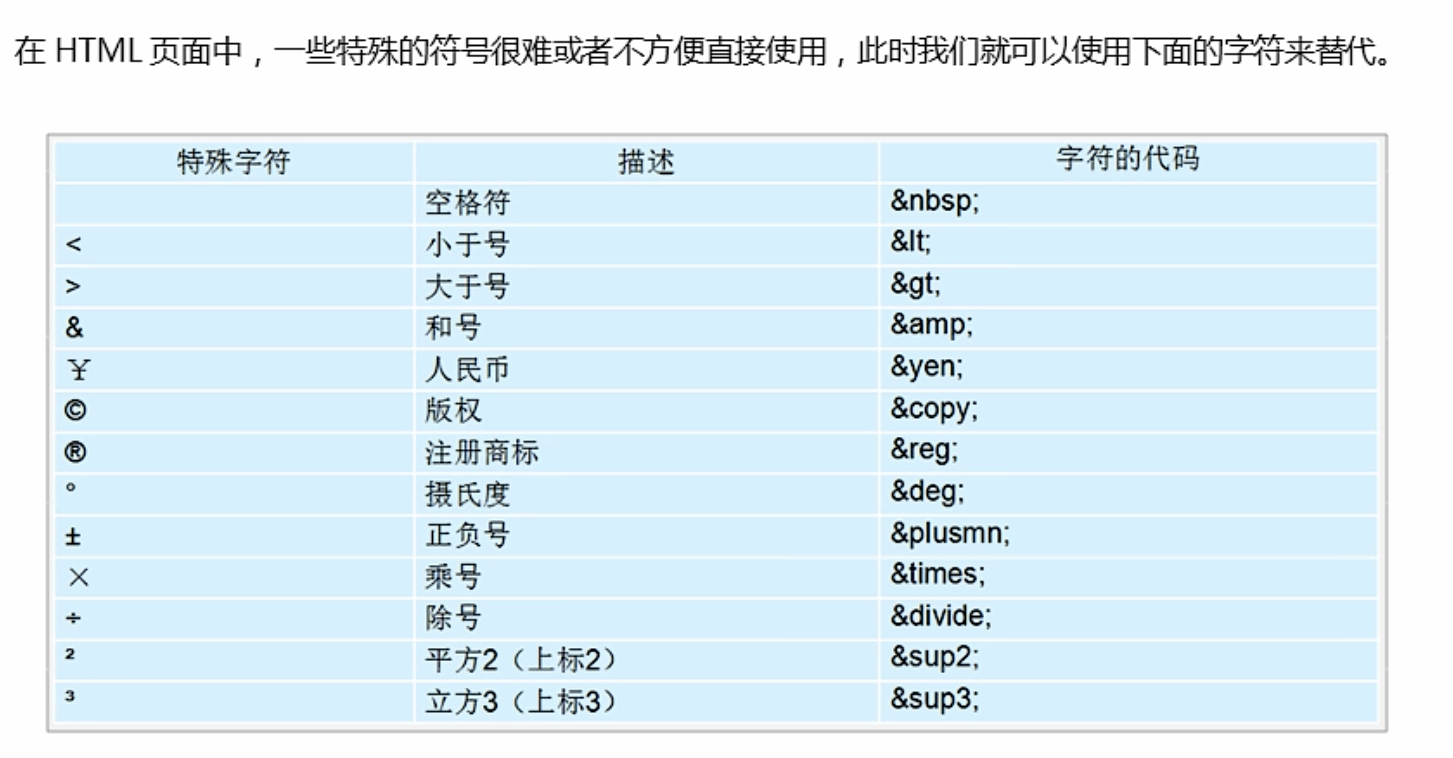 在 HTML 页面中，一些特殊的符号很难或者不方便直接使用，此时我们就可以使用下面的字符来替代。
特殊字符 描述 字符的代码
空格符 &nbsp;
< 小于号 &lt;
> 大于号 &gt;
& 和号 &amp;
￥ 人民币 &yen;
© 版权 &copy;
® 注册商标 &reg;
° 摄氏度 &deg;
± 正负号 &plusmn;
× 乘号 &times;
÷ 除号 &divide;
² 平方2（上标2） &sup2;
³ 立方3（上标3） &sup3;